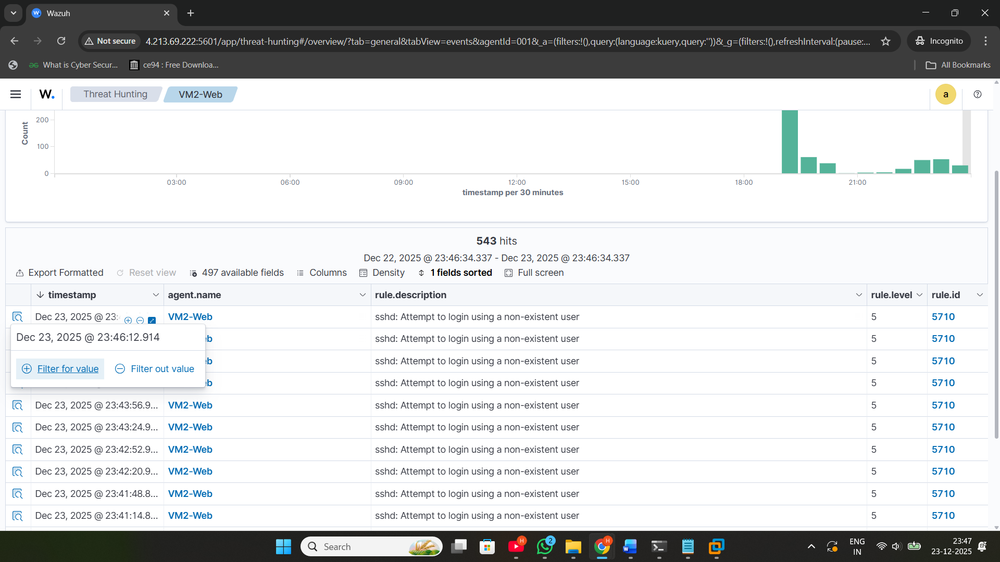 Wazuh
Not secure
4.213.69.222:5601/app/threat-hunting#/overview/?tab=general&tabView=events&agentId=001&_a=(filters:!(),query:(language:kuery,query:''))&_g=(filters:!(),refreshInterval:(pause:...
Incognito
What is Cyber Secur...
ce94 : Free Downloa...
All Bookmarks
W.
Threat Hunting
VM2-Web
a
Count
200
100
0
03:00
06:00
09:00
12:00
15:00
18:00
21:00
timestamp per 30 minutes
543 hits
Dec 22, 2025 @ 23:46:34.337 - Dec 23, 2025 @ 23:46:34.337
Export Formatted
Reset view
497 available fields
Columns
Density
1 fields sorted
Full screen
timestamp agent.name rule.description rule.level rule.id
Dec 23, 2025 @ 23: VM2-Web sshd: Attempt to login using a non-existent user 5 5710
Dec 23, 2025 @ 23:46:12.914
Filter for value
Filter out value
eb sshd: Attempt to login using a non-existent user 5 5710
eb sshd: Attempt to login using a non-existent user 5 5710
eb sshd: Attempt to login using a non-existent user 5 5710
Dec 23, 2025 @ 23:43:56.9... VM2-Web sshd: Attempt to login using a non-existent user 5 5710
Dec 23, 2025 @ 23:43:24.9... VM2-Web sshd: Attempt to login using a non-existent user 5 5710
Dec 23, 2025 @ 23:42:52.9... VM2-Web sshd: Attempt to login using a non-existent user 5 5710
Dec 23, 2025 @ 23:42:20.9... VM2-Web sshd: Attempt to login using a non-existent user 5 5710
Dec 23, 2025 @ 23:41:48.8... VM2-Web sshd: Attempt to login using a non-existent user 5 5710
Dec 23, 2025 @ 23:41:14.8... VM2-Web sshd: Attempt to login using a non-existent user 5 5710
Search
H
2
H
ENG
IN
23:47
23-12-2025